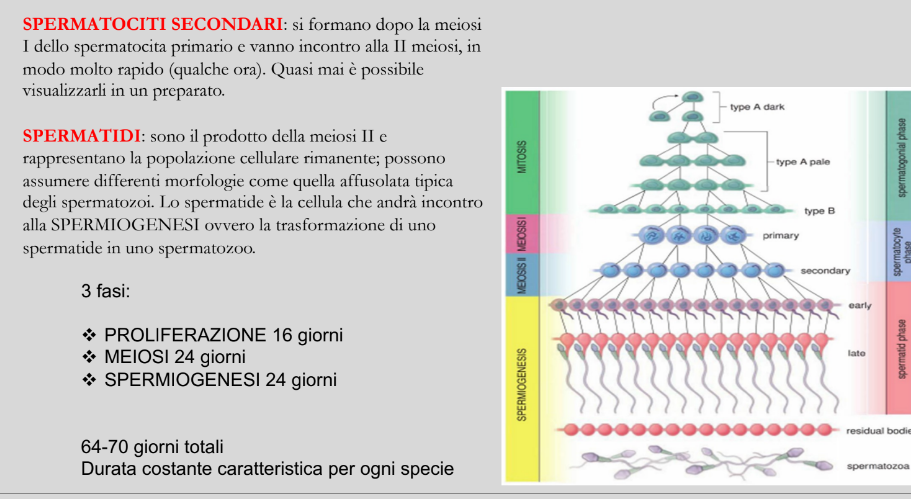 SPERMATOCITI SECONDARI: si formano dopo la meiosi
I dello spermatocita primario e vanno incontro alla II meiosi, in
modo molto rapido (qualche ora). Quasi mai è possibile
visualizzarli in un preparato.
SPERMATIDI: sono il prodotto della meiosi II e
rappresentano la popolazione cellulare rimanente; possono
assumere differenti morfologie come quella affusolata tipica
degli spermatozoi. Lo spermatide è la cellula che andrà incontro
alla SPERMIOGENESI ovvero la trasformazione di uno
spermatide in uno spermatozoo.
3 fasi:
❖ PROLIFERAZIONE 16 giorni
❖ MEIOSI 24 giorni
❖ SPERMIOGENESI 24 giorni
64-70 giorni totali
Durata costante caratteristica per ogni specie
MITOSIS
MEIOSIS I
MEIOSIS II
SPERMIOGENESIS
type A dark
type A pale
type B
primary
secondary
early
late
residual bodie
spermatozoa
spermatogonial phase
spermatocyte
phase
spermatid phase